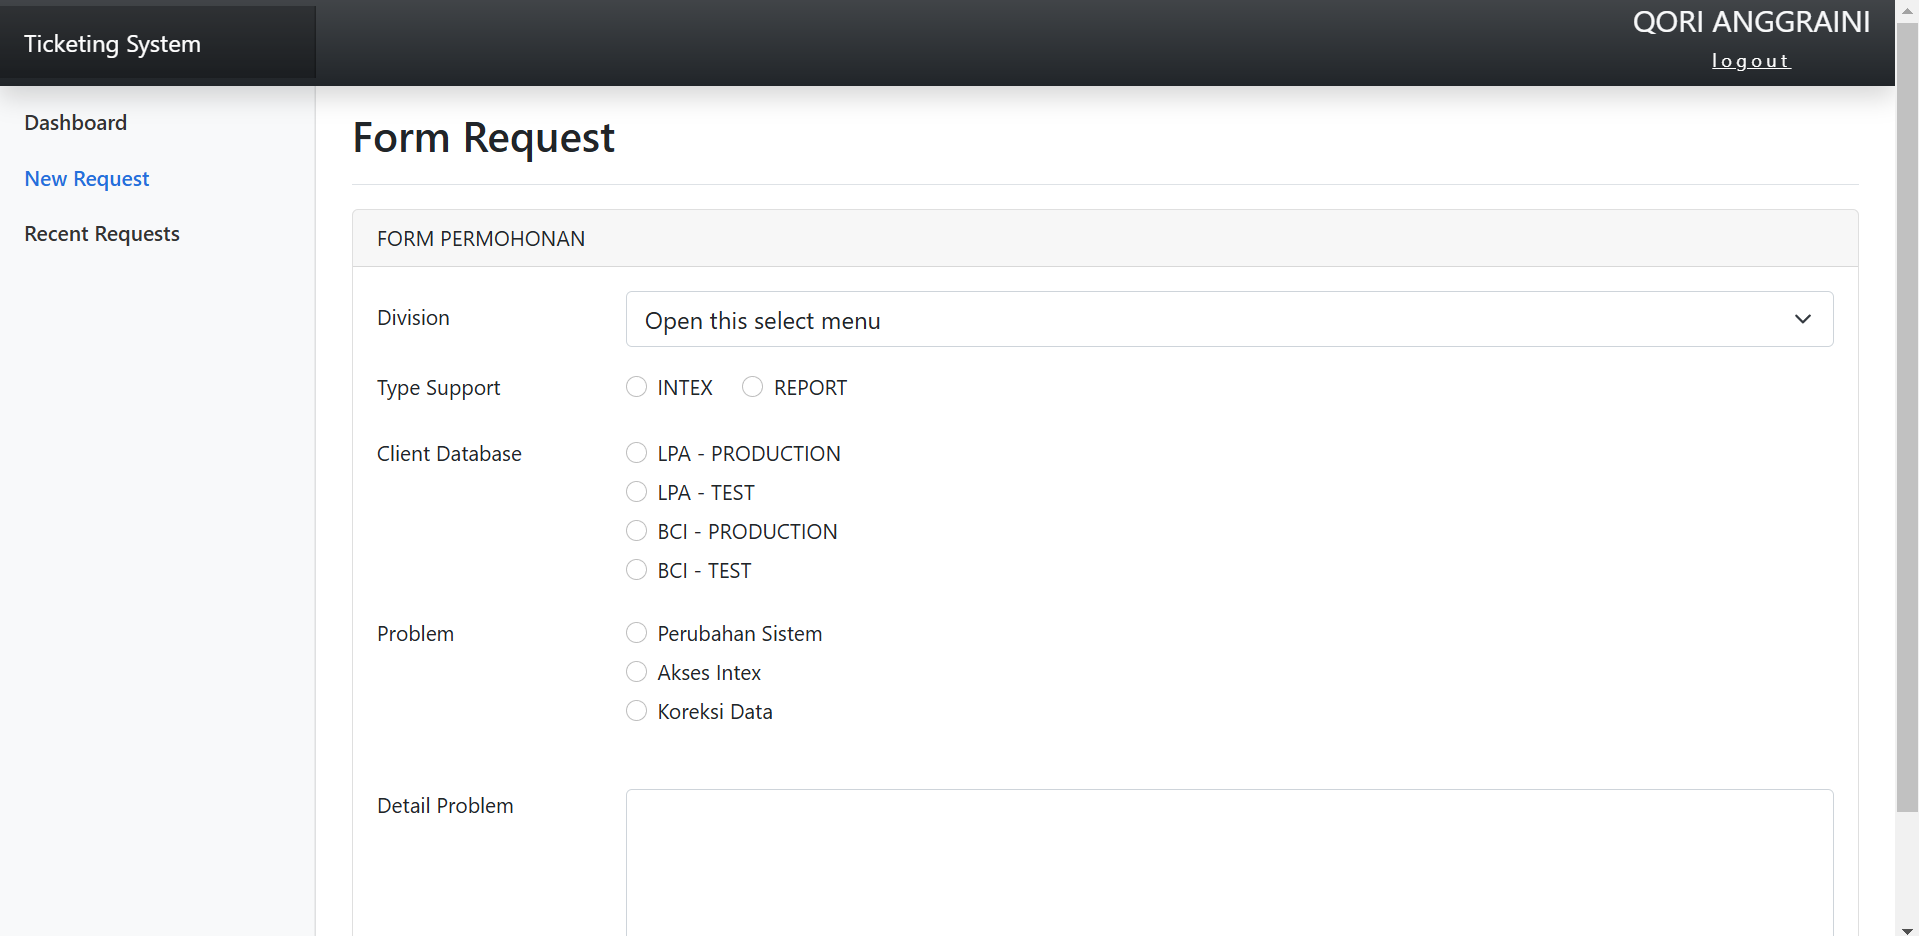 Ticketing System
QORI ANGGRAINI
logout
Dashboard
New Request
Recent Requests
Form Request
FORM PERMOHONAN
Division
Open this select menu
Type Support
INTEX
REPORT
Client Database
LPA - PRODUCTION
LPA - TEST
BCI - PRODUCTION
BCI - TEST
Problem
Perubahan Sistem
Akses Intex
Koreksi Data
Detail Problem